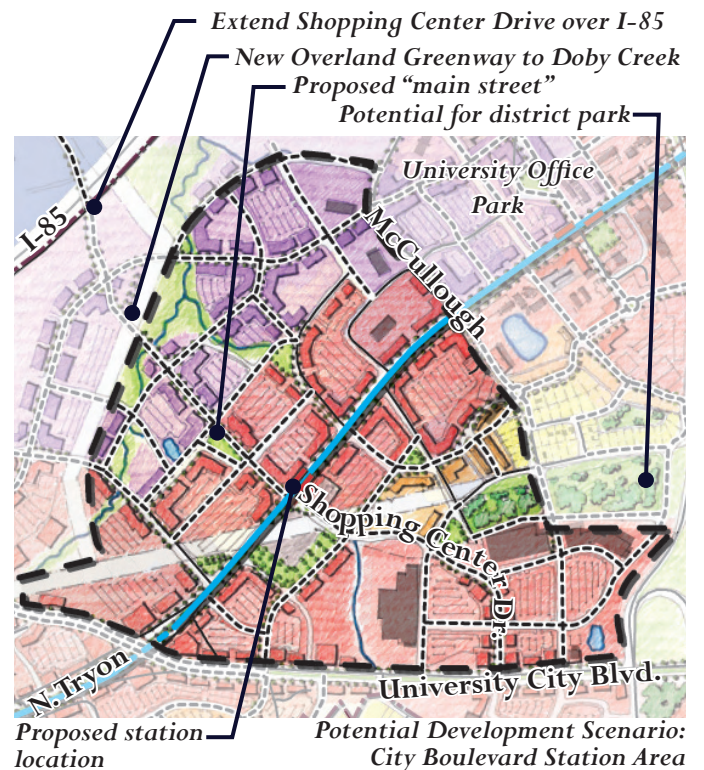 Extend Shopping Center Drive over I-85
New Overland Greenway to Doby Creek
Proposed “main street”
Potential for district park
University Office
Park
I-85
McCullough
Shopping Center Dr.
N. Tryon
University City Blvd.
Proposed station
location
Potential Development Scenario:
City Boulevard Station Area